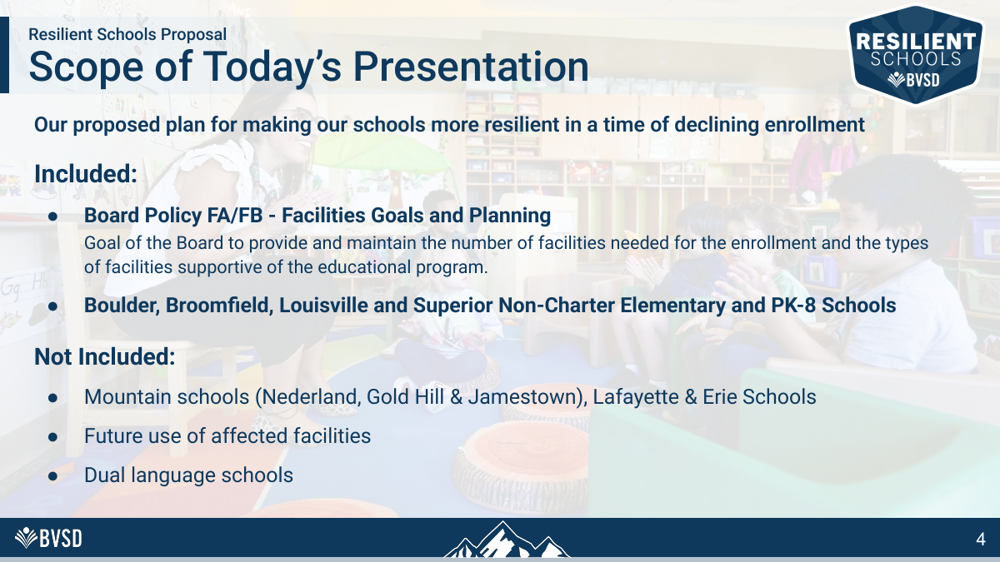 Resilient Schools Proposal
Scope of Today's Presentation
RESILIENT
SCHOOLS
BVSD
Our proposed plan for making our schools more resilient in a time of declining enrollment
Included:
● Board Policy FA/FB - Facilities Goals and Planning
Goal of the Board to provide and maintain the number of facilities needed for the enrollment and the types
of facilities supportive of the educational program.
● Boulder, Broomfield, Louisville and Superior Non-Charter Elementary and PK-8 Schools
Not Included:
● Mountain schools (Nederland, Gold Hill & Jamestown), Lafayette & Erie Schools
● Future use of affected facilities
● Dual language schools
Gg Hh
BVSD
4